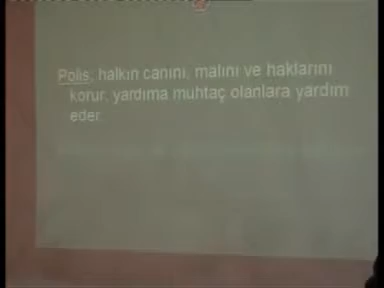 Polis; halkın canını, malını ve haklarını
korur, yardıma muhtaç olanlara yardım
eder.